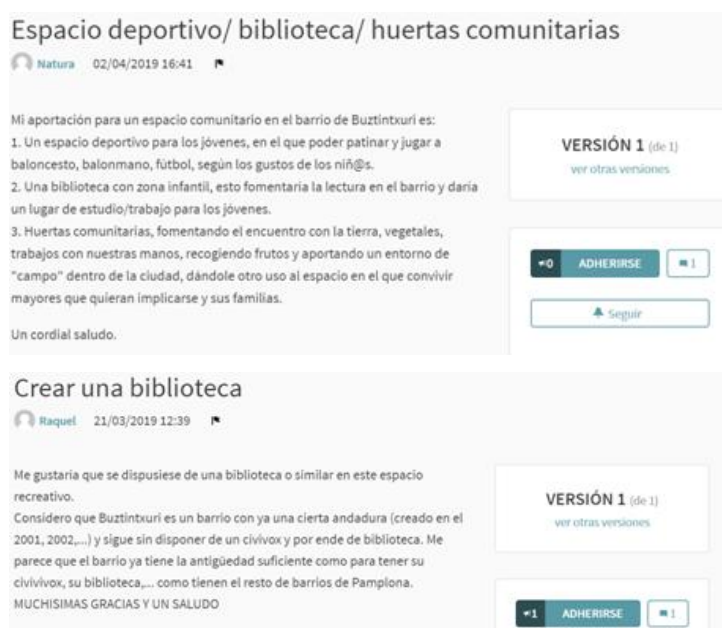 Espacio deportivo/ biblioteca/ huertas comunitarias
Natura 02/04/2019 16:41
Mi aportación para un espacio comunitario en el barrio de Buztintxuri es:
1. Un espacio deportivo para los jóvenes, en el que poder patinar y jugar a
baloncesto, balonmano, fútbol, según los gustos de los niñ@s.
2. Una biblioteca con zona infantil, esto fomentaría la lectura en el barrio y daría
un lugar de estudio/trabajo para los jóvenes.
3. Huertas comunitarias, fomentando el encuentro con la tierra, vegetales,
trabajos con nuestras manos, recogiendo frutos y aportando un entorno de
"campo" dentro de la ciudad, dándole otro uso al espacio en el que convivir
mayores que quieran implicarse y sus familias.
Un cordial saludo.
VERSIÓN 1 (de 1)
ver otras versiones
0 ADHERIRSE 1
Seguir
Crear una biblioteca
Raquel 21/03/2019 12:39
Me gustaría que se dispusiese de una biblioteca o similar en este espacio
recreativo.
Considero que Buztintxuri es un barrio con ya una cierta andadura (creado en el
2001, 2002,...) y sigue sin disponer de un civivox y por ende de biblioteca. Me
parece que el barrio ya tiene la antigüedad suficiente como para tener su
civivivox, su biblioteca,... como tienen el resto de barrios de Pamplona.
MUCHISIMAS GRACIAS Y UN SALUDO
VERSIÓN 1 (de 1)
ver otras versiones
1 ADHERIRSE 1